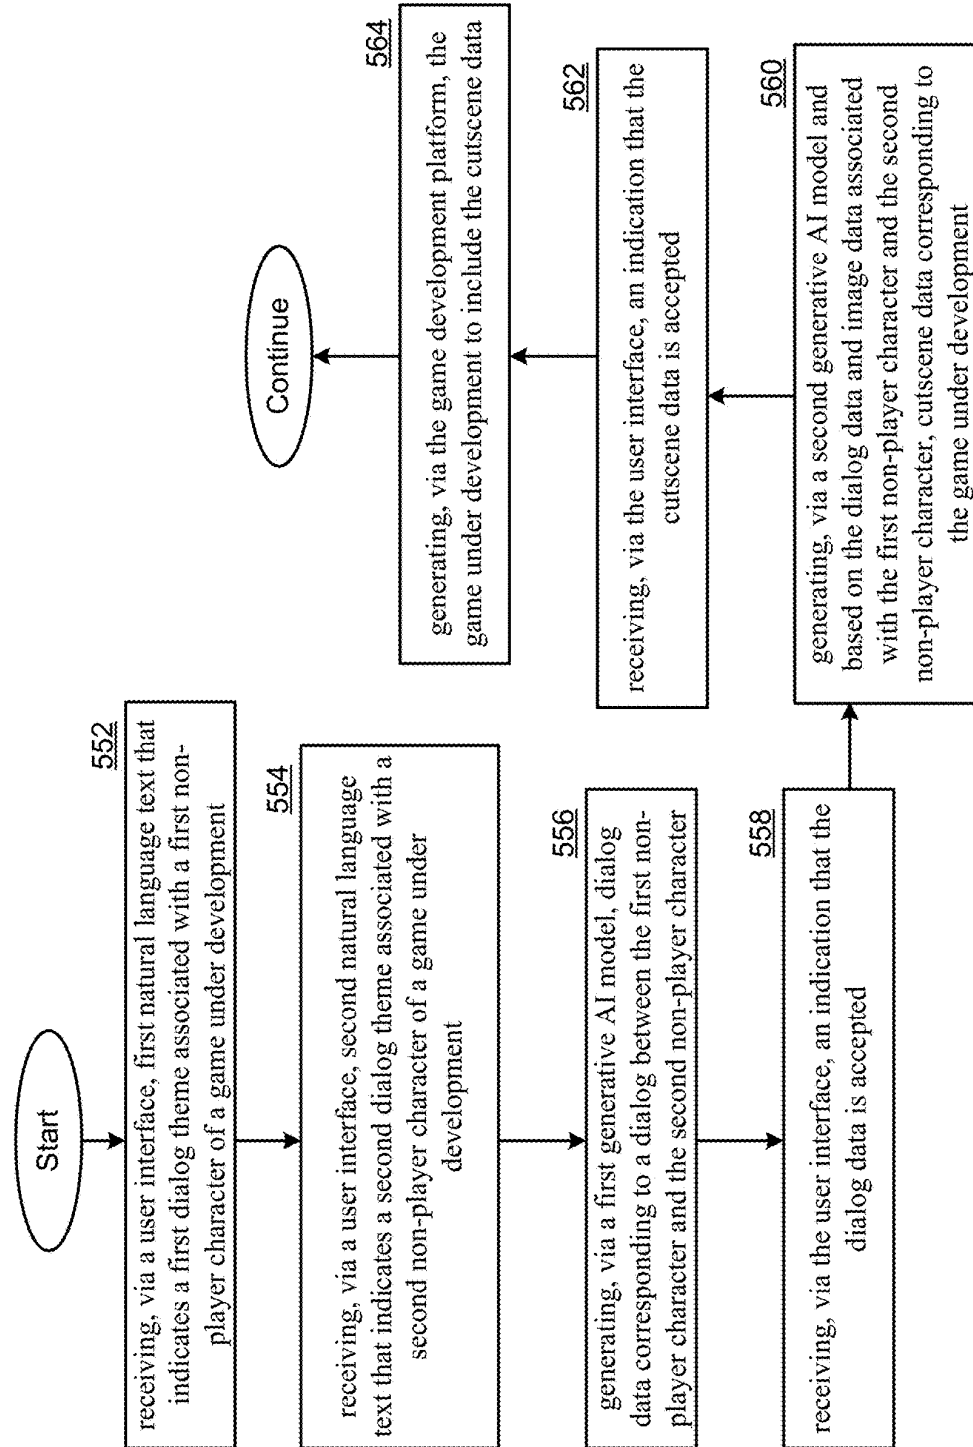 Start
552
receiving, via a user interface, first natural language text that
indicates a first dialog theme associated with a first non-
player character of a game under development
554
receiving, via a user interface, second natural language
text that indicates a second dialog theme associated with a
second non-player character of a game under
development
556
generating, via a first generative AI model, dialog
data corresponding to a dialog between the first non-
player character and the second non-player character
558
receiving, via the user interface, an indication that the
dialog data is accepted
560
generating, via a second generative AI model and
based on the dialog data and image data associated
with the first non-player character and the second
non-player character, cutscene data corresponding to
the game under development
562
receiving, via the user interface, an indication that the
cutscene data is accepted
564
generating, via the game development platform, the
game under development to include the cutscene data
Continue